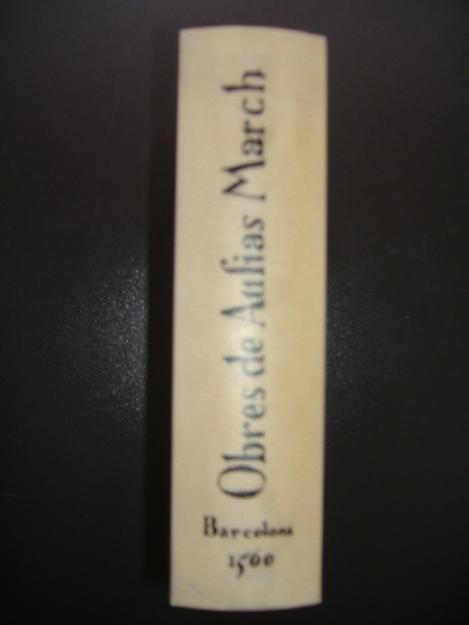 Obres de Auſias March
Barcelona
1560